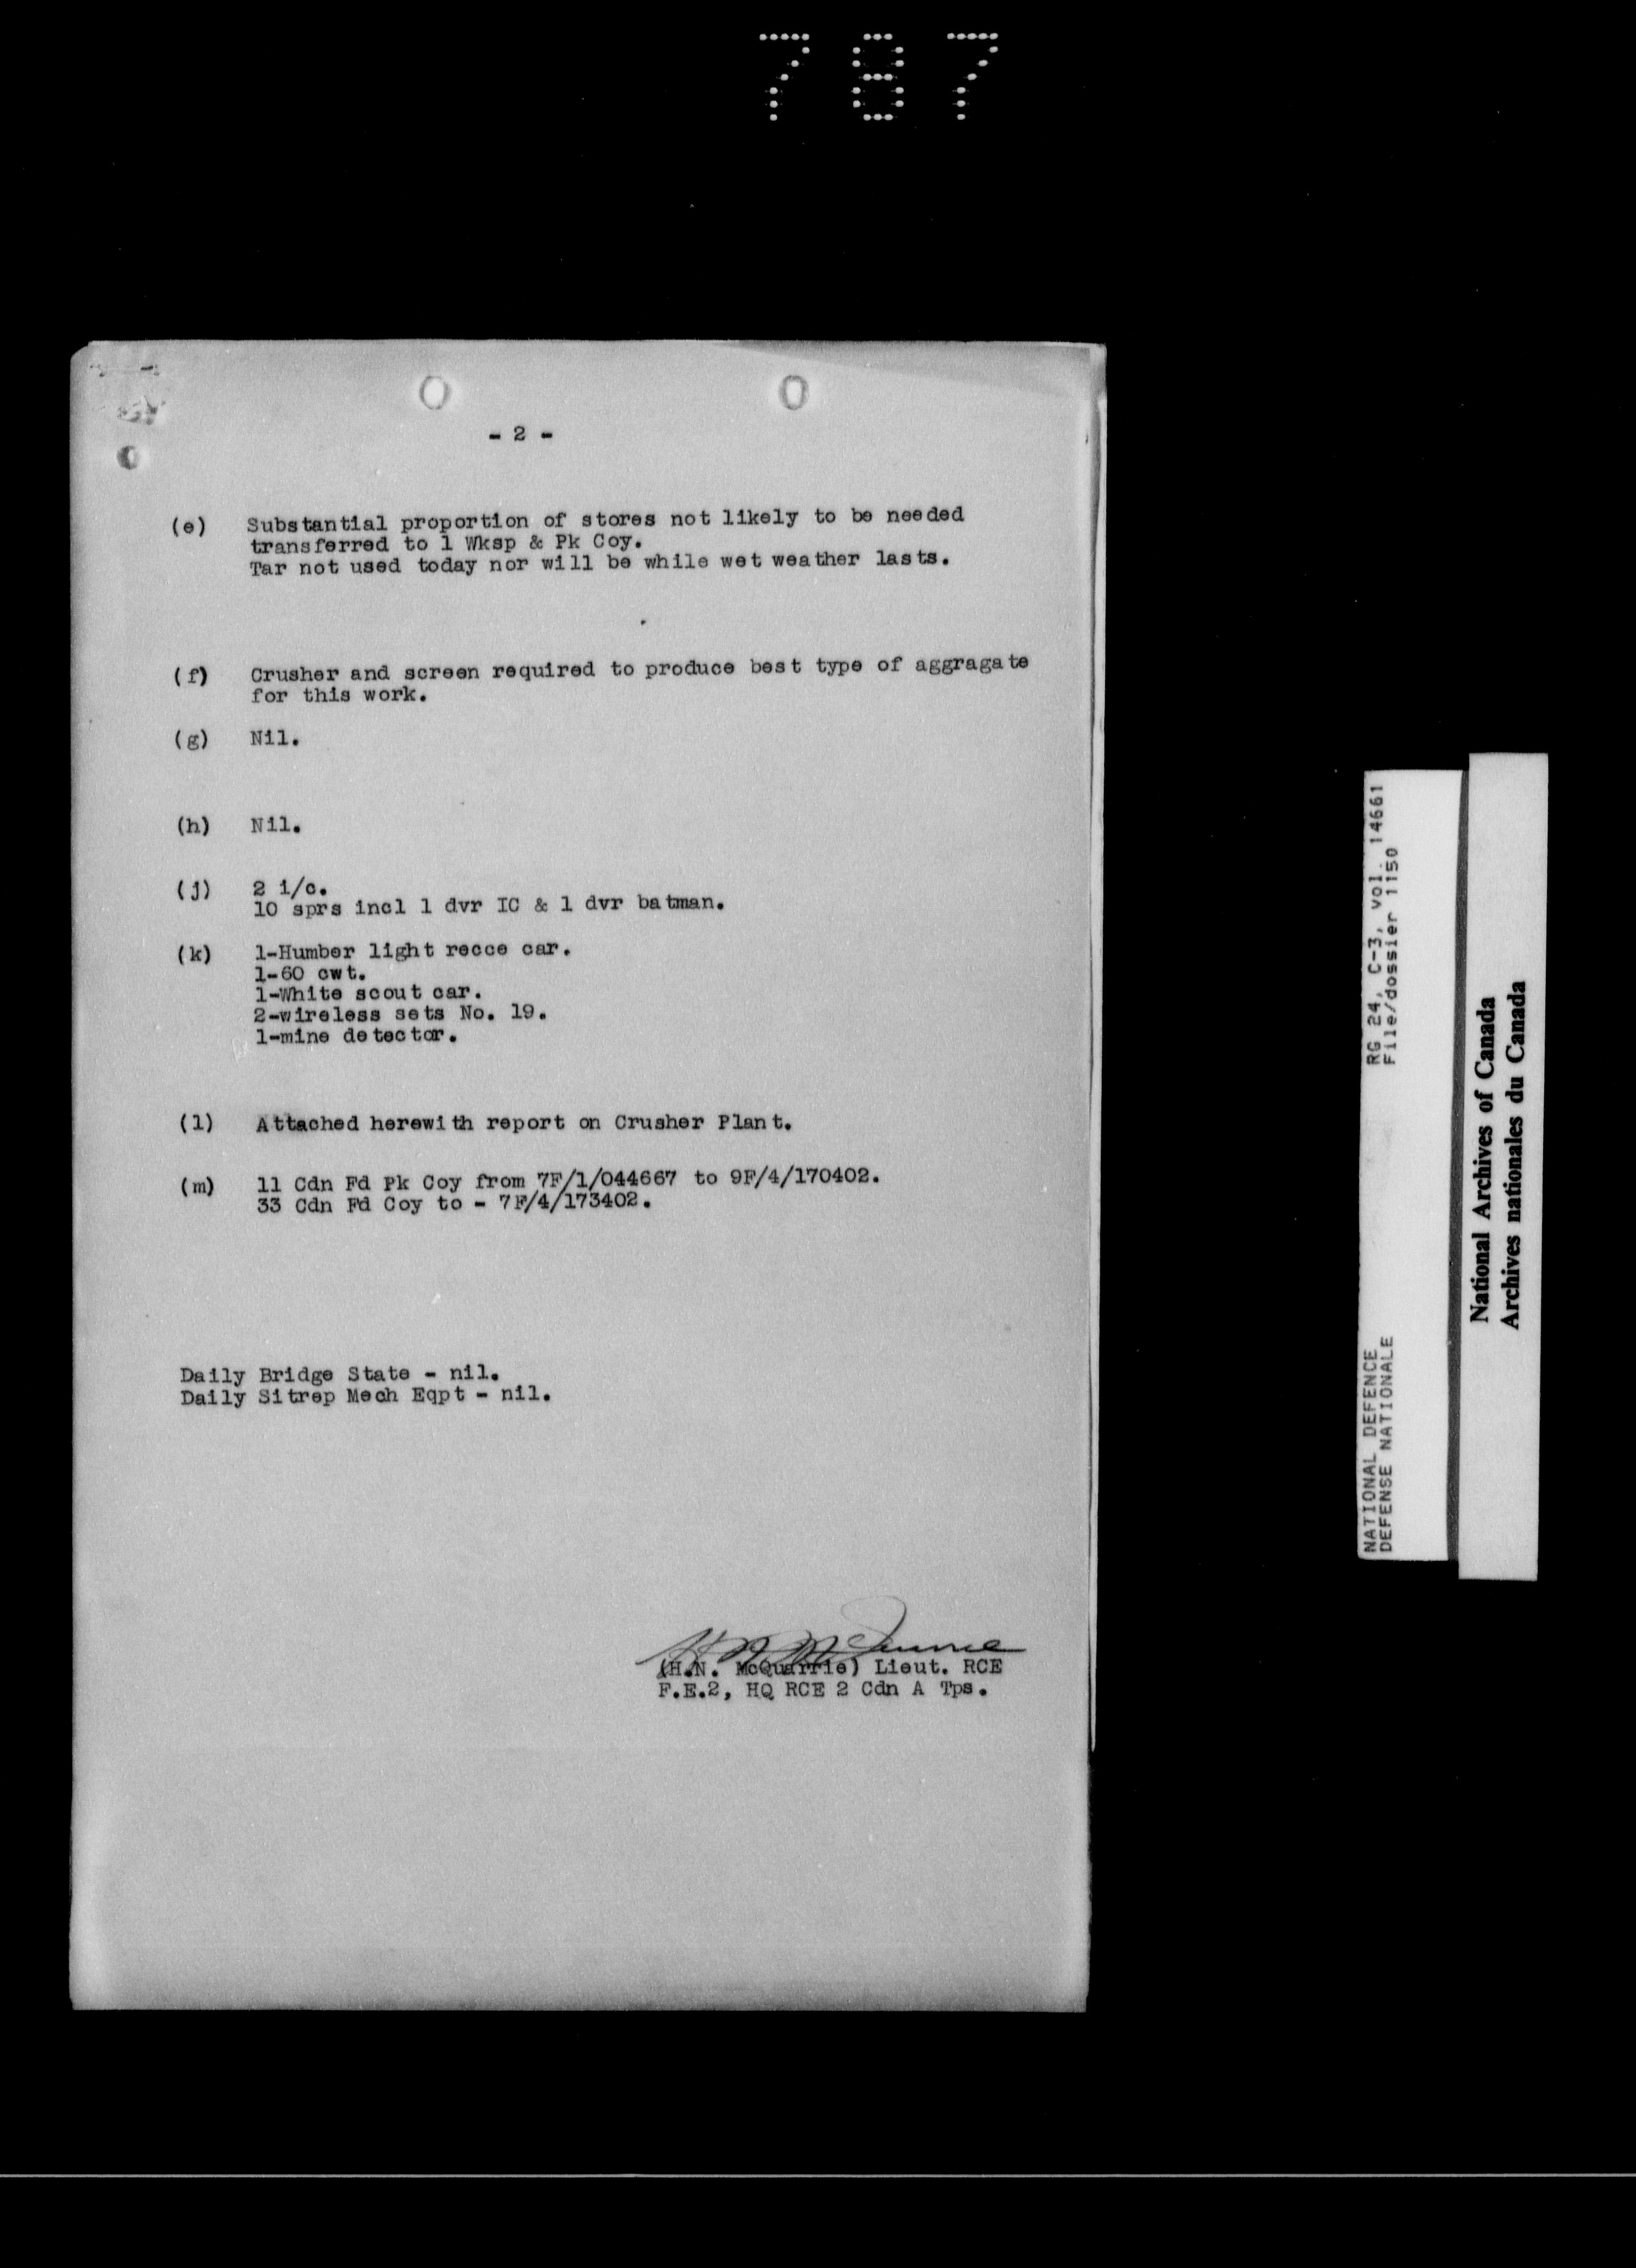 787
- 2 -
(e) Substantial proportion of stores not likely to be needed
transferred to 1 Wksp & Pk Coy.
Tar not used today nor will be while wet weather lasts.
(f) Crusher and screen required to produce best type of aggragate
for this work.
(g) Nil.
(h) Nil.
(j) 2 i/c.
10 sprs incl 1 dvr IC & 1 dvr batman.
(k) 1-Humber light recce car.
1-60 cwt.
1-White scout car.
2-wireless sets No. 19.
1-mine detector.
(l) Attached herewith report on Crusher Plant.
(m) 11 Cdn Fd Pk Coy from 7F/1/044667 to 9F/4/170402.
33 Cdn Fd Coy to - 7F/4/173402.
Daily Bridge State - nil.
Daily Sitrep Mech Eqpt - nil.
(H.N. McQuarrie) Lieut. RCE
F.E.2, HQ RCE 2 Cdn A Tps.
NATIONAL DEFENCE RG 24, C-3, vol. 14661
DEFENSE NATIONALE File/dossier 1150
National Archives of Canada
Archives nationales du Canada